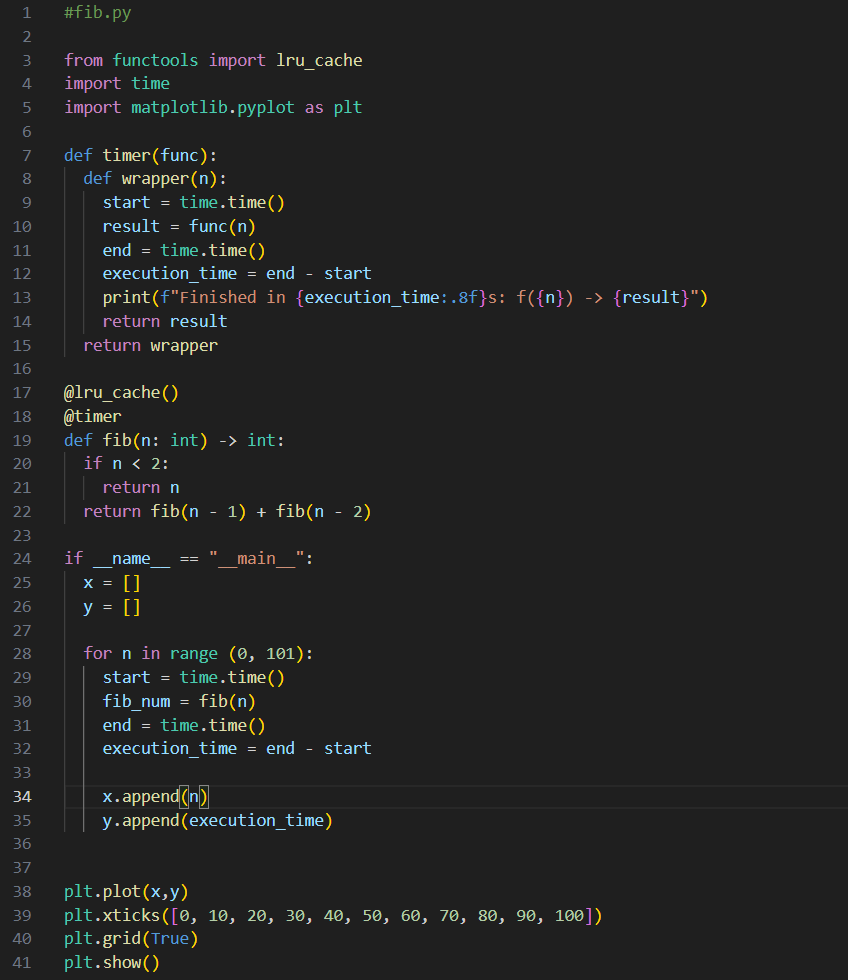 1 #fib.py
2
3 from functools import lru_cache
4 import time
5 import matplotlib.pyplot as plt
6
7 def timer(func):
8   def wrapper(n):
9     start = time.time()
10     result = func(n)
11     end = time.time()
12     execution_time = end - start
13     print(f"Finished in {execution_time:.8f}s: f({n}) -> {result}")
14     return result
15   return wrapper
16
17 @lru_cache()
18 @timer
19 def fib(n: int) -> int:
20   if n < 2:
21     return n
22   return fib(n - 1) + fib(n - 2)
23
24 if __name__ == "__main__":
25   x = []
26   y = []
27
28   for n in range (0, 101):
29     start = time.time()
30     fib_num = fib(n)
31     end = time.time()
32     execution_time = end - start
33
34     x.append(n)
35     y.append(execution_time)
36
37
38 plt.plot(x,y)
39 plt.xticks([0, 10, 20, 30, 40, 50, 60, 70, 80, 90, 100])
40 plt.grid(True)
41 plt.show()